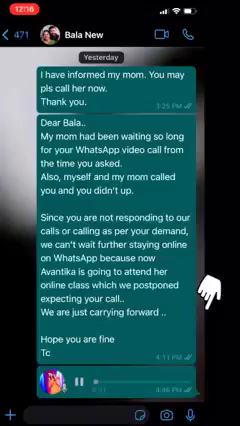 12:16
471
Bala New
Yesterday
I have informed my mom. You may
pls call her now.
Thank you.
3:25 PM
Dear Bala..
My mom had been waiting so long
for your WhatsApp video call from
the time you asked.
Also, myself and my mom called
you and you didn't up.
Since you are not responding to our
calls or calling as per your demand,
we can't wait further staying online
on WhatsApp because now
Avantika is going to attend her
online class which we postponed
expecting your call..
We are just carrying forward ..
Hope you are fine
Tc
4:11 PM
4:46 PM